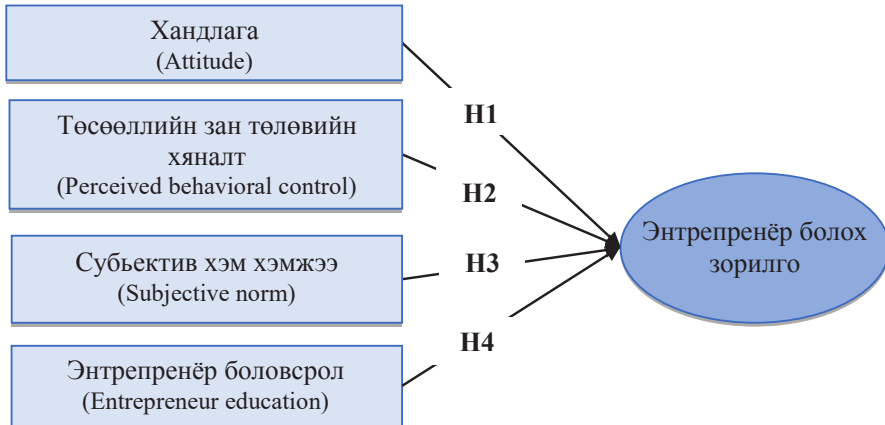 Хандлага
(Attitude)
Төсөөллийн зан төлөвийн
хяналт
(Perceived behavioral control)
Субьектив хэм хэмжээ
(Subjective norm)
Энтрепренёр боловсрол
(Entrepreneur education)
H1
H2
H3
H4
Энтрепренёр болох
зорилго